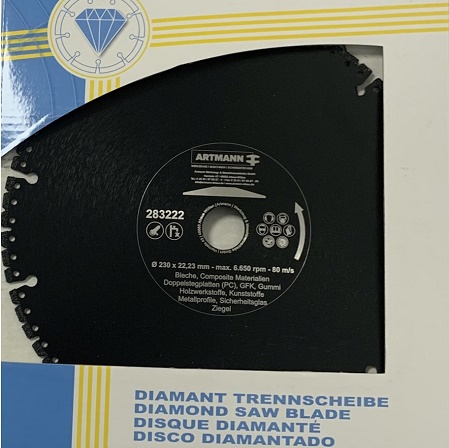 ARTMANN
283222
Ø 230 x 22,23 mm - max. 6.650 rpm - 80 m/s
Bleche, Composite Materialien
Doppelstegplatten (PC), GFK, Gummi
Holzwerkstoffe, Kunststoffe
Metallprofile, Sicherheitsglas
Ziegel
DIAMANT TRENNSCHEIBE
DIAMOND SAW BLADE
DISQUE DIAMANTÉ
DISCO DIAMANTADO